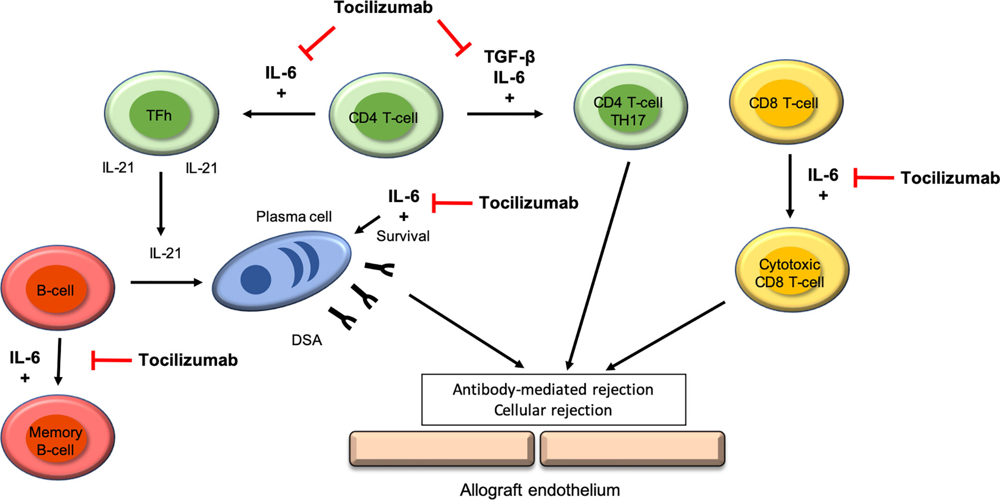 Tocilizumab
IL-6
+
TGF-β
IL-6
+
TFh
CD4 T-cell
CD4 T-cell
TH17
CD8 T-cell
IL-21
IL-21
IL-6
+
Tocilizumab
IL-6
+
Survival
Tocilizumab
Plasma cell
IL-21
B-cell
Cytotoxic
CD8 T-cell
DSA
IL-6
+
Tocilizumab
Memory
B-cell
Antibody-mediated rejection
Cellular rejection
Allograft endothelium